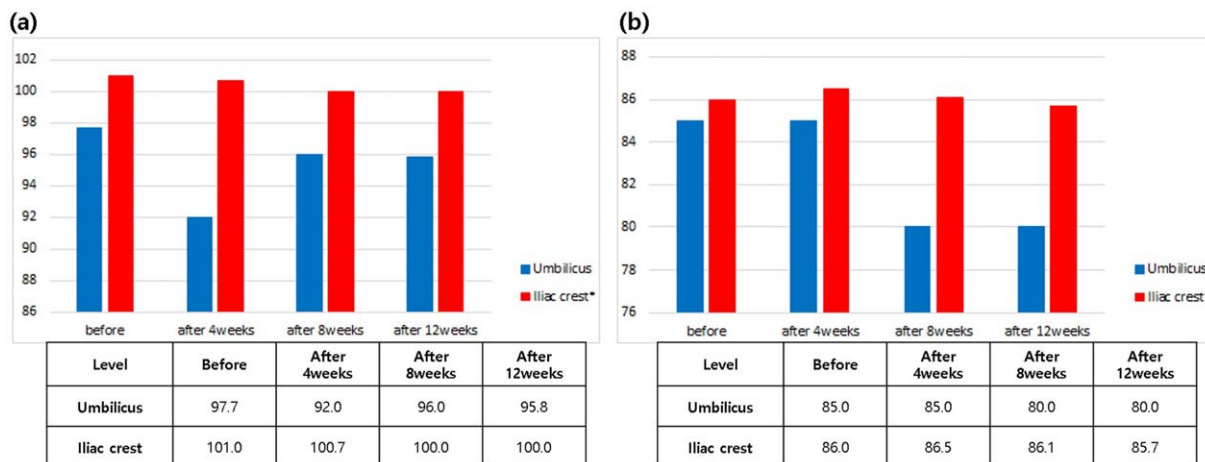 (a)
102
100
98
96
94
92
90
88
86
before
after 4weeks
after 8weeks
after 12weeks
Umbilicus
Iliac crest*
Level Before After 4weeks After 8weeks After 12weeks
Umbilicus 97.7 92.0 96.0 95.8
Iliac crest 101.0 100.7 100.0 100.0
(b)
88
86
84
82
80
78
76
before
after 4weeks
after 8weeks
after 12weeks
Umbilicus
Iliac crest
Level Before After 4weeks After 8weeks After 12weeks
Umbilicus 85.0 85.0 80.0 80.0
Iliac crest 86.0 86.5 86.1 85.7